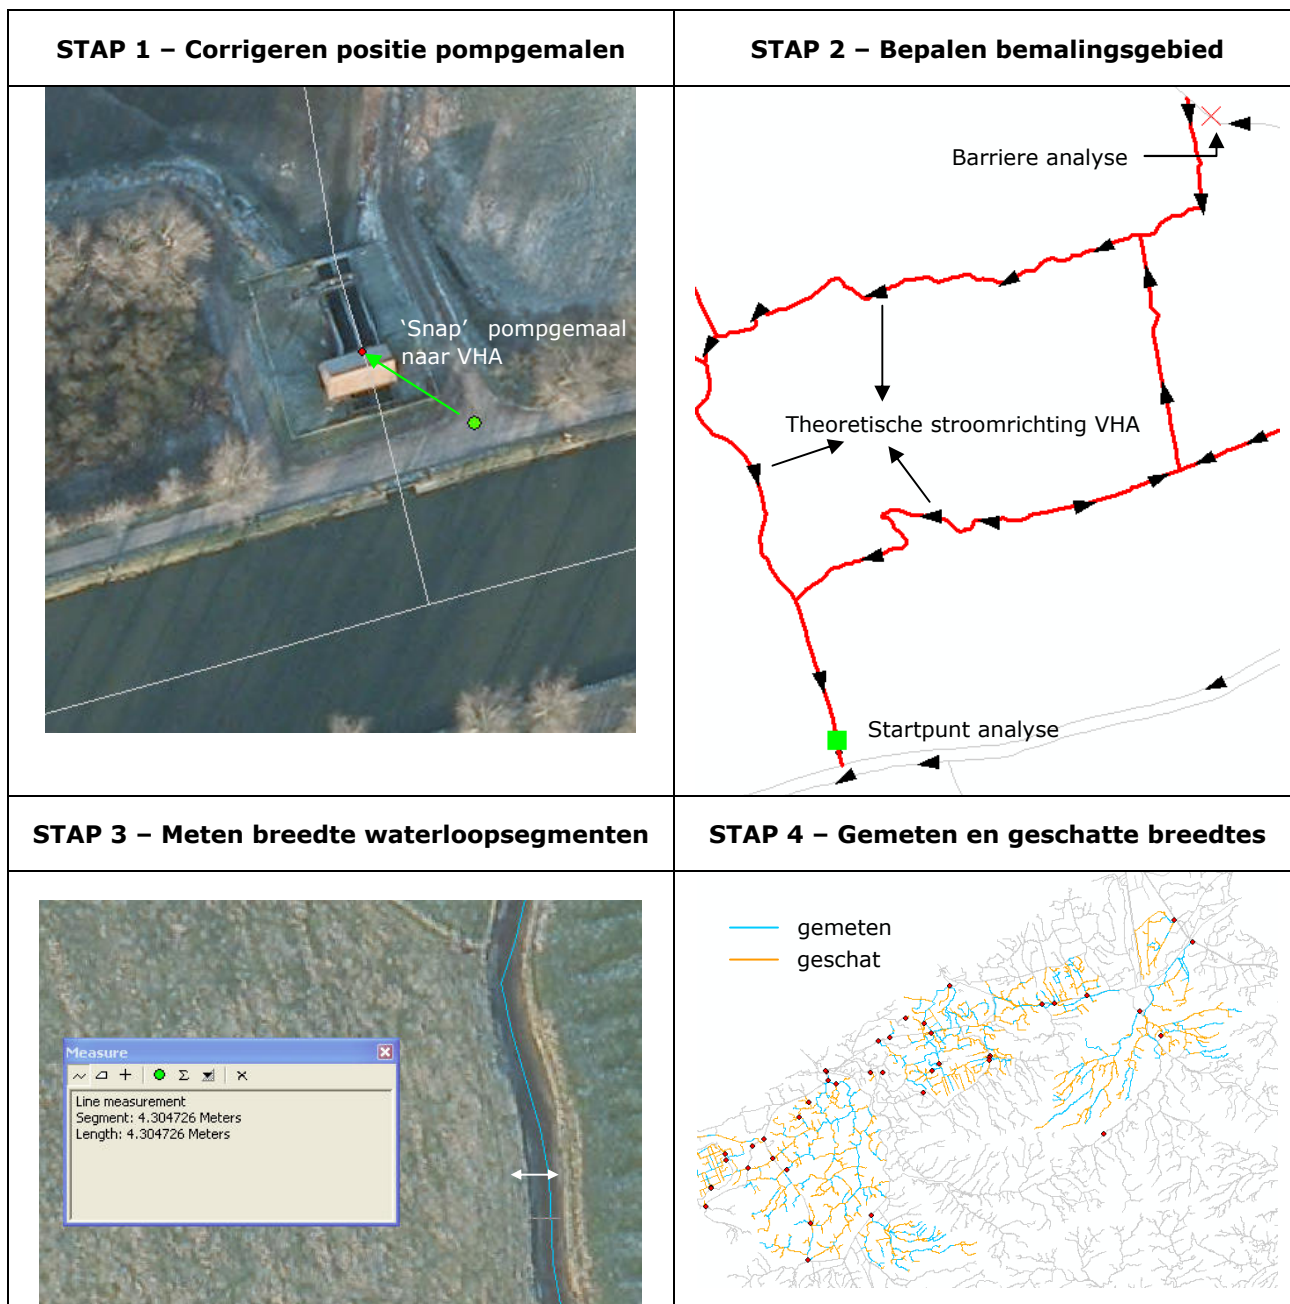 STAP 1 – Corrigeren positie pompgemalen
STAP 2 – Bepalen bemalingsgebied
‘Snap’ pompgemaal
naar VHA
Barriere analyse
Theoretische stroomrichting VHA
Startpunt analyse
STAP 3 – Meten breedte waterloopsegmenten
STAP 4 – Gemeten en geschatte breedtes
Measure
Line measurement
Segment: 4.304726 Meters
Length: 4.304726 Meters
gemeten
geschat